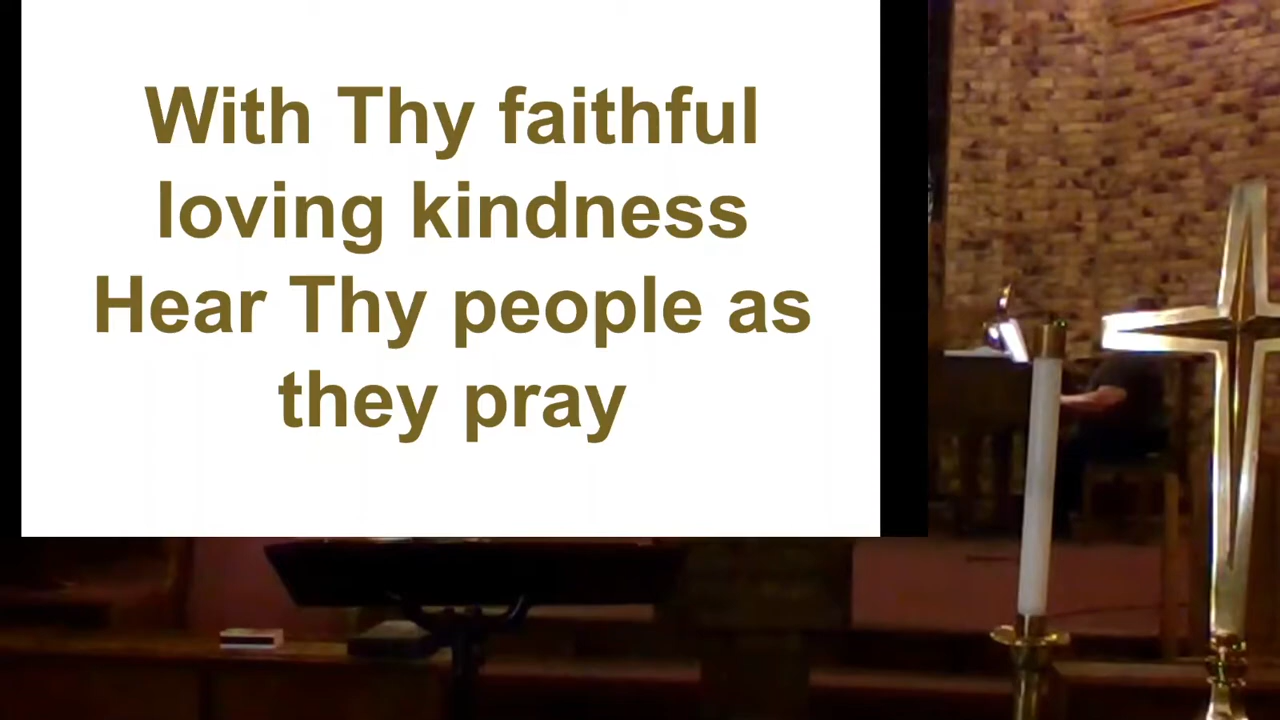 With Thy faithful
loving kindness
Hear Thy people as
they pray